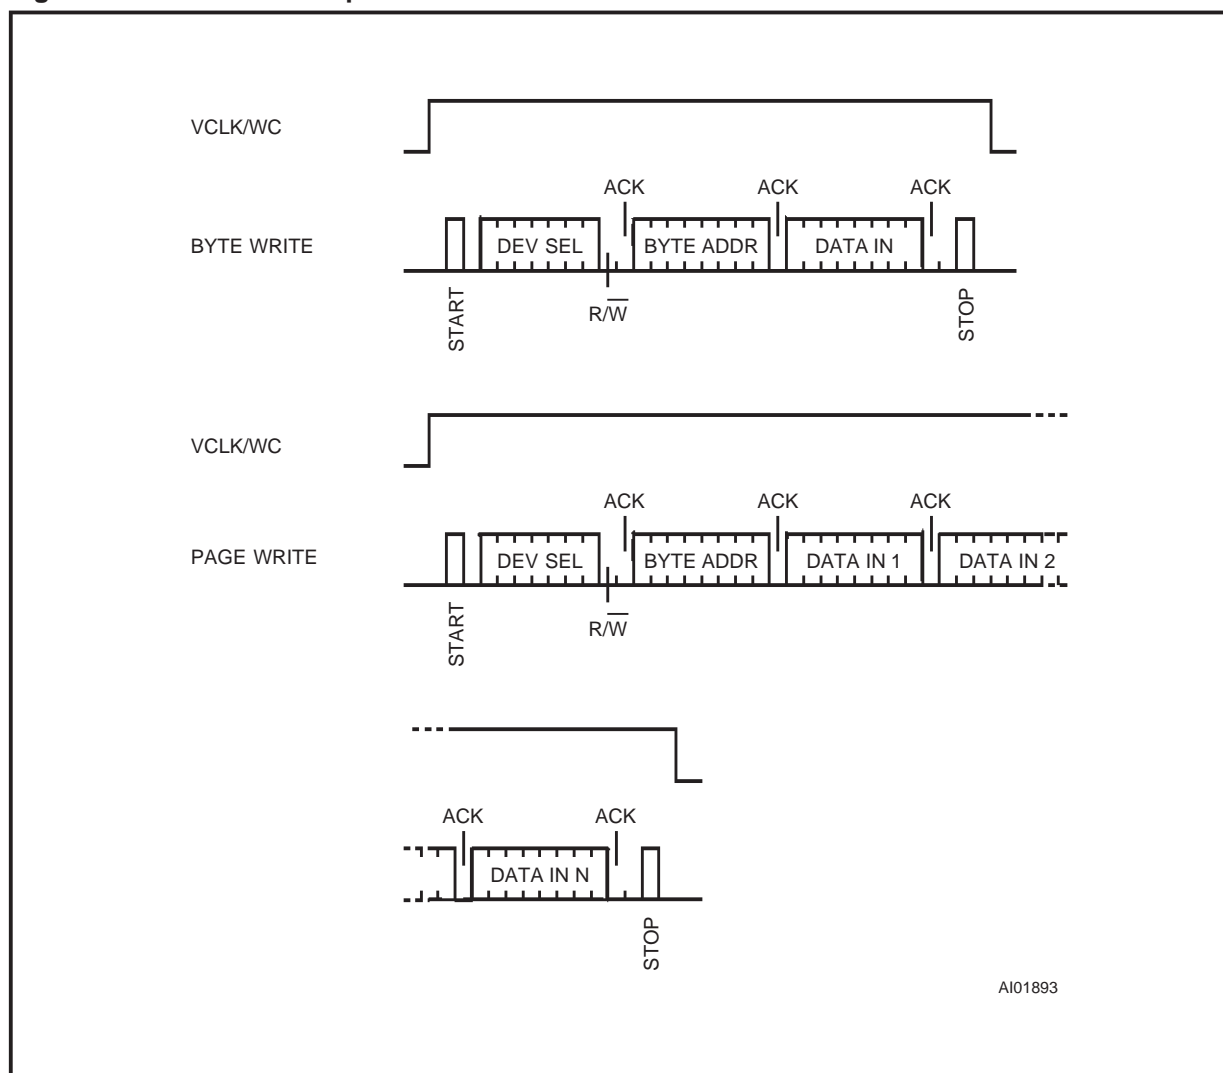 VCLK/WC
ACK ACK ACK
BYTE WRITE DEV SEL BYTE ADDR DATA IN
START R/W̅ STOP
VCLK/WC
ACK ACK ACK
PAGE WRITE DEV SEL BYTE ADDR DATA IN 1 DATA IN 2
START R/W̅
ACK ACK
DATA IN N
STOP
AI01893